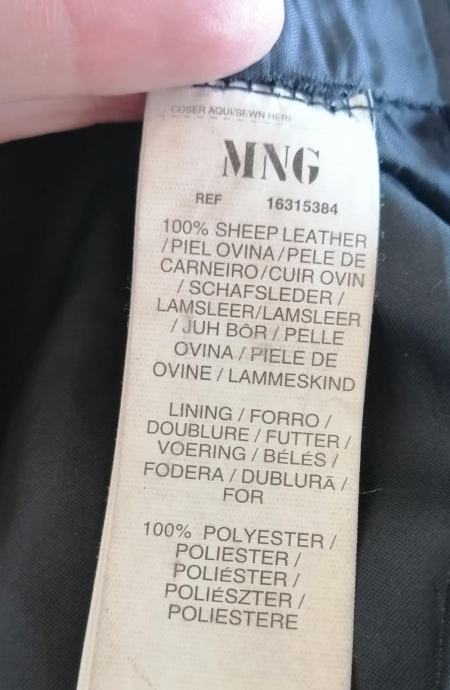 COSER AQUI/SEWN HERE
MNG
REF 16315384
100% SHEEP LEATHER
/PIEL OVINA/PELE DE
CARNEIRO/CUIR OVIN
/ SCHAFSLEDER /
LAMSLEER/LAMSLEER
/ JUH BŐR / PELLE
OVINA / PIELE DE
OVINE / LAMMESKIND
LINING / FORRO /
DOUBLURE / FUTTER /
VOERING / BÉLÉS /
FODERA / DUBLURĂ /
FOR
100% POLYESTER /
POLIESTER /
POLIÉSTER /
POLIÉSZTER /
POLIESTERE